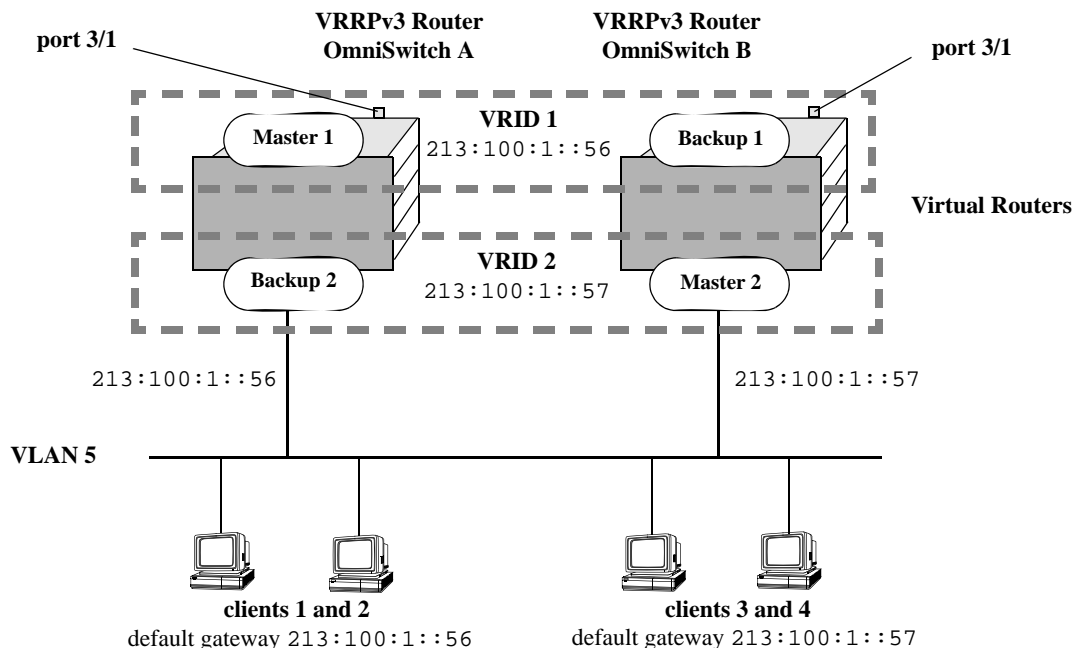 VRRPv3 Router
OmniSwitch A
VRRPv3 Router
OmniSwitch B
port 3/1
port 3/1
VRID 1
213:100:1::56
Master 1
Backup 1
Virtual Routers
VRID 2
213:100:1::57
Backup 2
Master 2
213:100:1::56
213:100:1::57
VLAN 5
clients 1 and 2
default gateway 213:100:1::56
clients 3 and 4
default gateway 213:100:1::57